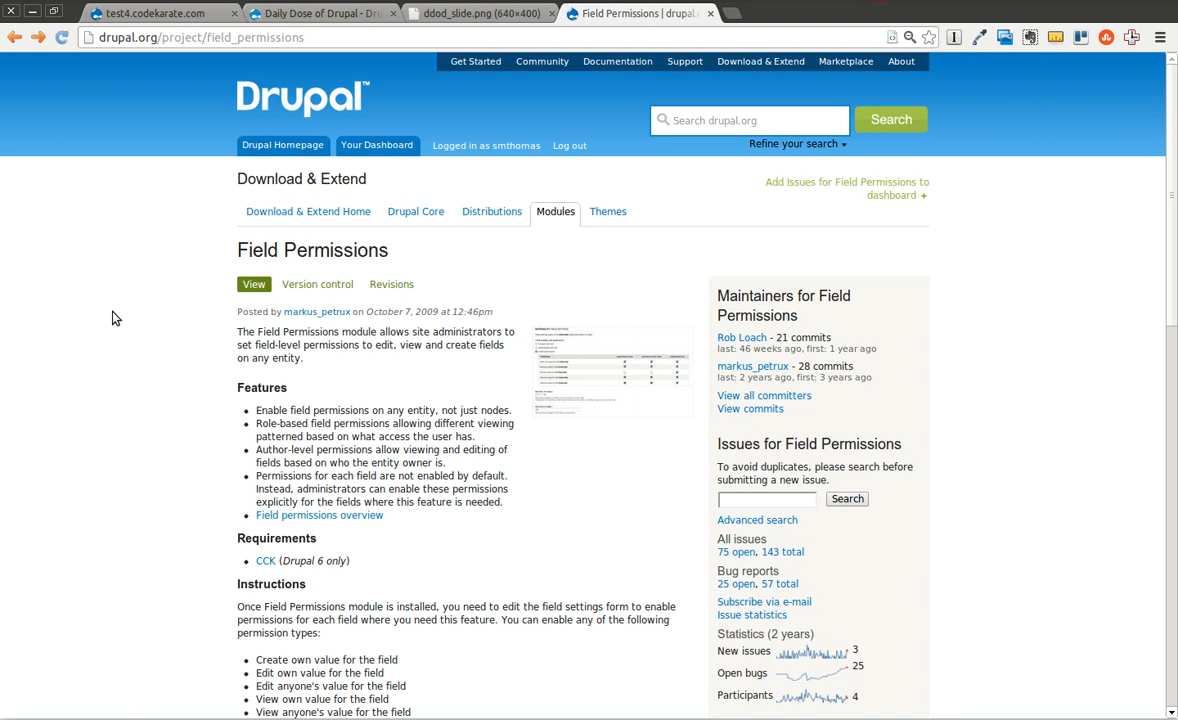 test4.codekarate.com
Daily Dose of Drupal - Dru
ddod_slide.png (640×400)
Field Permissions | drupal.
drupal.org/project/field_permissions
Get Started
Community
Documentation
Support
Download & Extend
Marketplace
About
Drupal™
Search drupal.org
Search
Refine your search
Drupal Homepage
Your Dashboard
Logged in as smthomas
Log out
Download & Extend
Add Issues for Field Permissions to
dashboard +
Download & Extend Home
Drupal Core
Distributions
Modules
Themes
Field Permissions
View
Version control
Revisions
Posted by markus_petrux on October 7, 2009 at 12:46pm
The Field Permissions module allows site administrators to
set field-level permissions to edit, view and create fields
on any entity.
Features
Enable field permissions on any entity, not just nodes.
Role-based field permissions allowing different viewing
patterned based on what access the user has.
Author-level permissions allow viewing and editing of
fields based on who the entity owner is.
Permissions for each field are not enabled by default.
Instead, administrators can enable these permissions
explicitly for the fields where this feature is needed.
Field permissions overview
Requirements
CCK (Drupal 6 only)
Instructions
Once Field Permissions module is installed, you need to edit the field settings form to enable
permissions for each field where you need this feature. You can enable any of the following
permission types:
Create own value for the field
Edit own value for the field
Edit anyone's value for the field
View own value for the field
View anyone's value for the field
Maintainers for Field
Permissions
Rob Loach - 21 commits
last: 46 weeks ago, first: 1 year ago
markus_petrux - 28 commits
last: 2 years ago, first: 3 years ago
View all committers
View commits
Issues for Field Permissions
To avoid duplicates, please search before
submitting a new issue.
Search
Advanced search
All issues
75 open, 143 total
Bug reports
25 open, 57 total
Subscribe via e-mail
Issue statistics
Statistics (2 years)
New issues 3
Open bugs 25
Participants 4